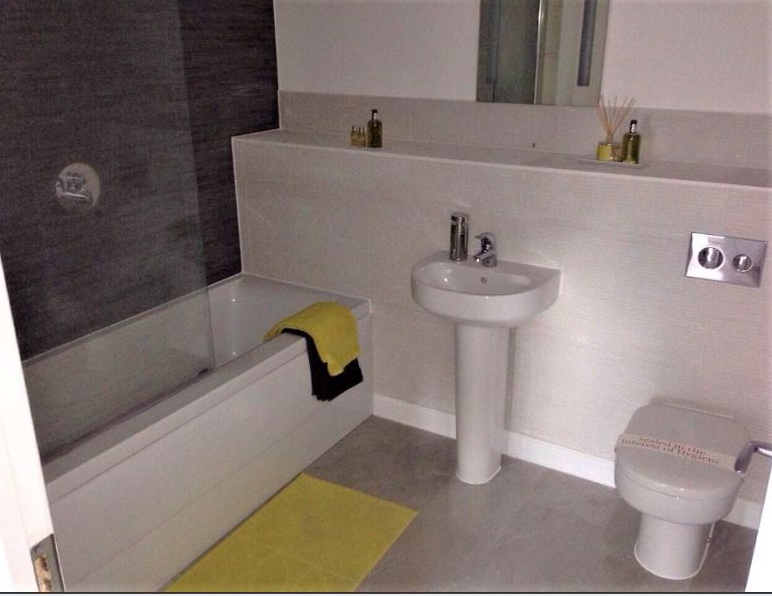 Sealed in the
interest of Hygiene